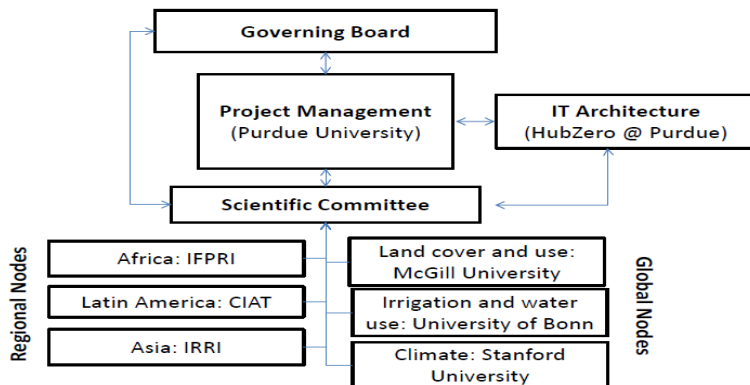 Governing Board
Project Management
(Purdue University)
IT Architecture
(HubZero @ Purdue)
Scientific Committee
Regional Nodes
Africa: IFPRI
Latin America: CIAT
Asia: IRRI
Land cover and use:
McGill University
Irrigation and water
use: University of Bonn
Climate: Stanford
University
Global Nodes